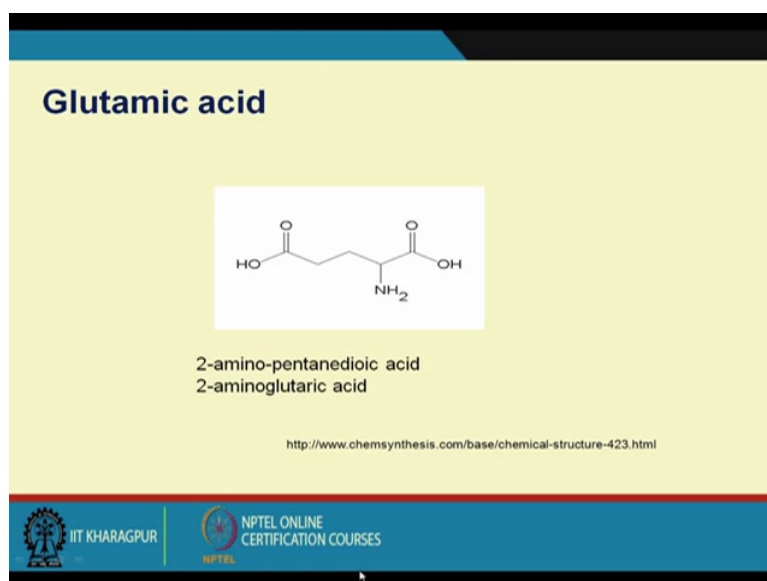 Glutamic acid
O
O
HO
OH
NH2
2-amino-pentanedioic acid
2-aminoglutaric acid
http://www.chemsynthesis.com/base/chemical-structure-423.html
IIT KHARAGPUR
NPTEL
NPTEL ONLINE
CERTIFICATION COURSES